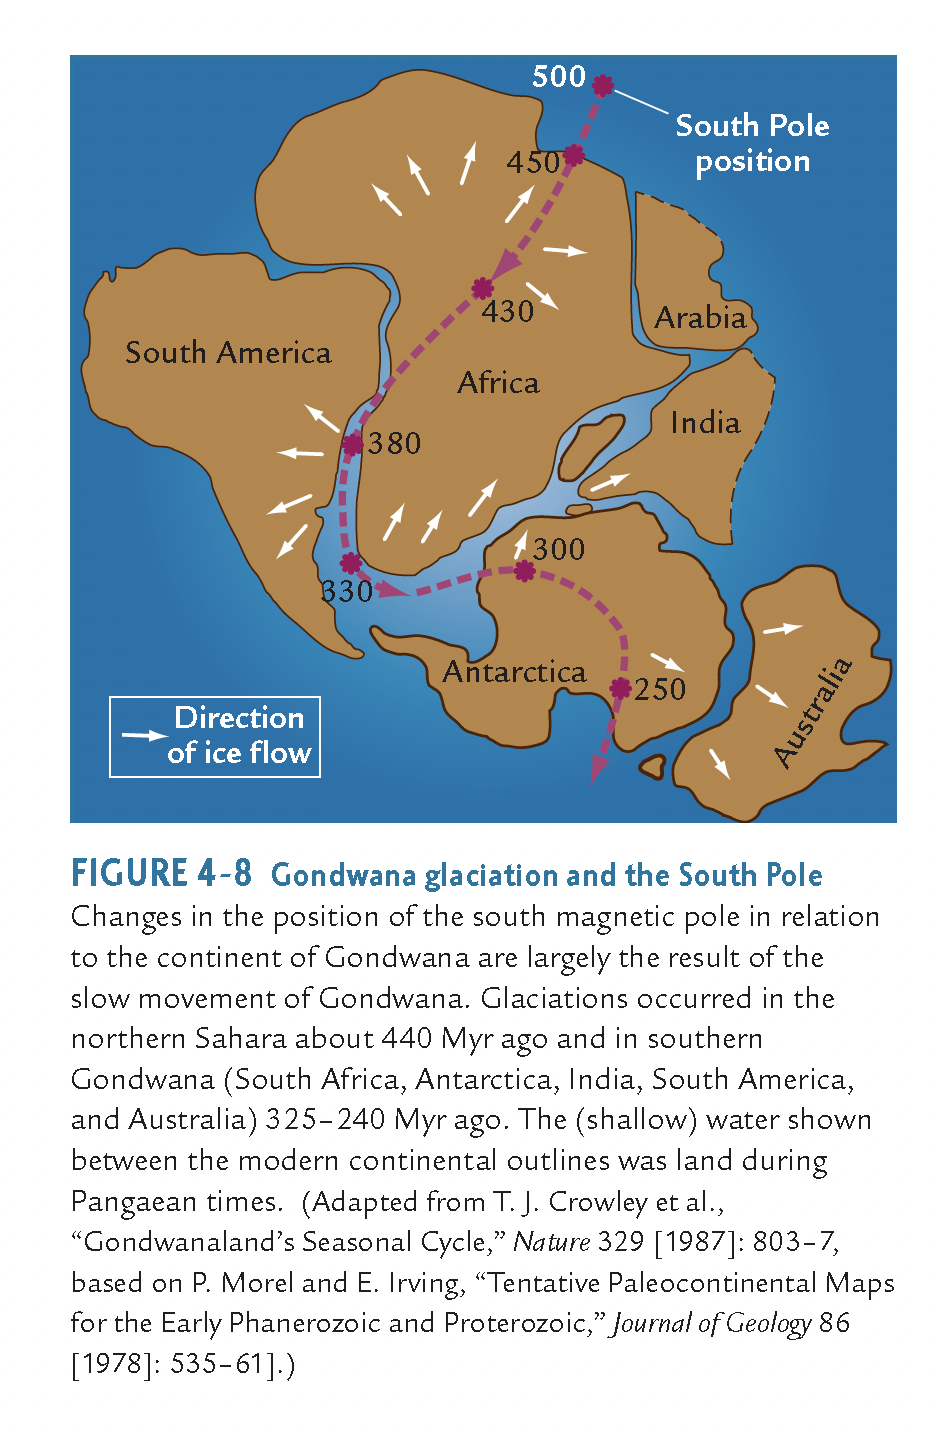 500
South Pole
position
450
430
Arabia
South America
Africa
India
380
300
330
Antarctica
250
Australia
Direction
of ice flow
FIGURE 4-8 Gondwana glaciation and the South Pole
Changes in the position of the south magnetic pole in relation
to the continent of Gondwana are largely the result of the
slow movement of Gondwana. Glaciations occurred in the
northern Sahara about 440 Myr ago and in southern
Gondwana (South Africa, Antarctica, India, South America,
and Australia) 325–240 Myr ago. The (shallow) water shown
between the modern continental outlines was land during
Pangaean times. (Adapted from T. J. Crowley et al.,
“Gondwanaland’s Seasonal Cycle,” Nature 329 [1987]: 803–7,
based on P. Morel and E. Irving, “Tentative Paleocontinental Maps
for the Early Phanerozoic and Proterozoic,” Journal of Geology 86
[1978]: 535–61].)